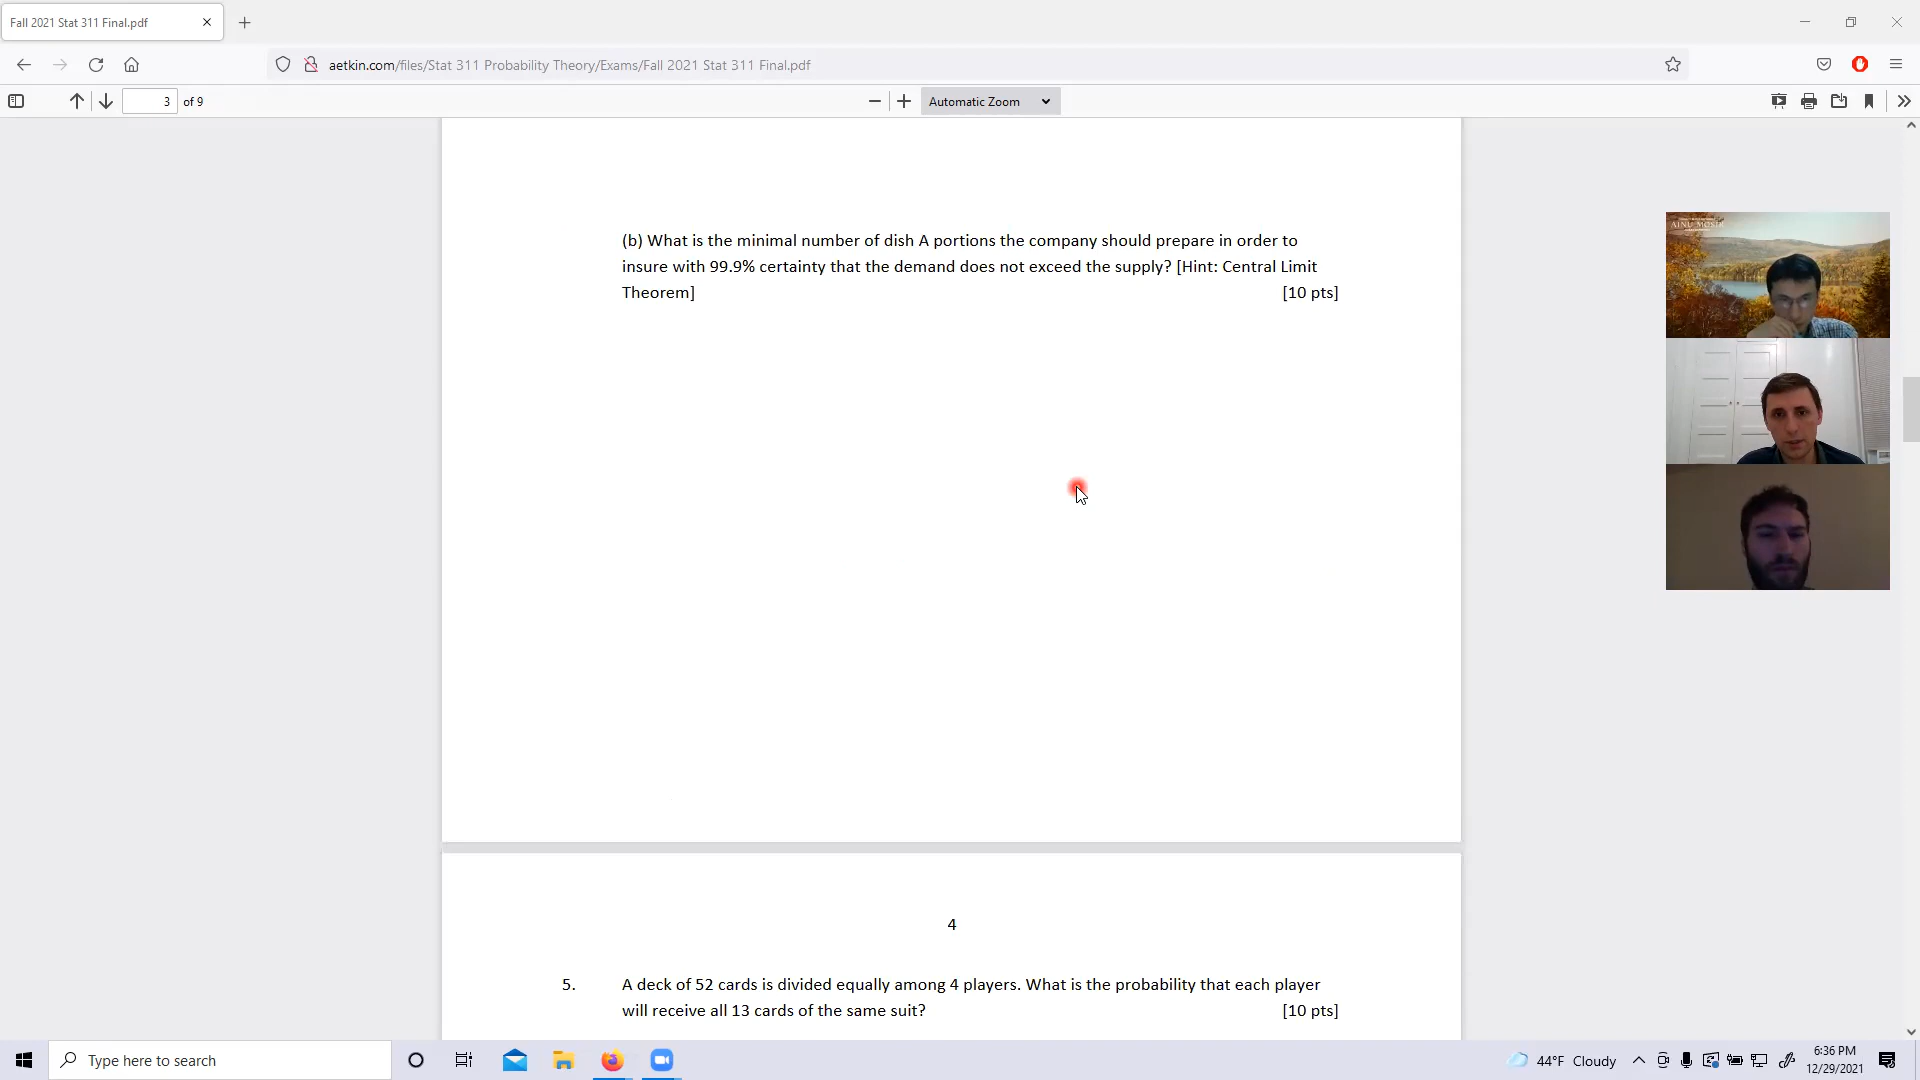 Fall 2021 Stat 311 Final.pdf
aetkin.com/files/Stat 311 Probability Theory/Exams/Fall 2021 Stat 311 Final.pdf
3 of 9
Automatic Zoom
(b) What is the minimal number of dish A portions the company should prepare in order to
insure with 99.9% certainty that the demand does not exceed the supply? [Hint: Central Limit
Theorem] [10 pts]
4
5. A deck of 52 cards is divided equally among 4 players. What is the probability that each player
will receive all 13 cards of the same suit? [10 pts]
Type here to search
44°F Cloudy
6:36 PM
12/29/2021